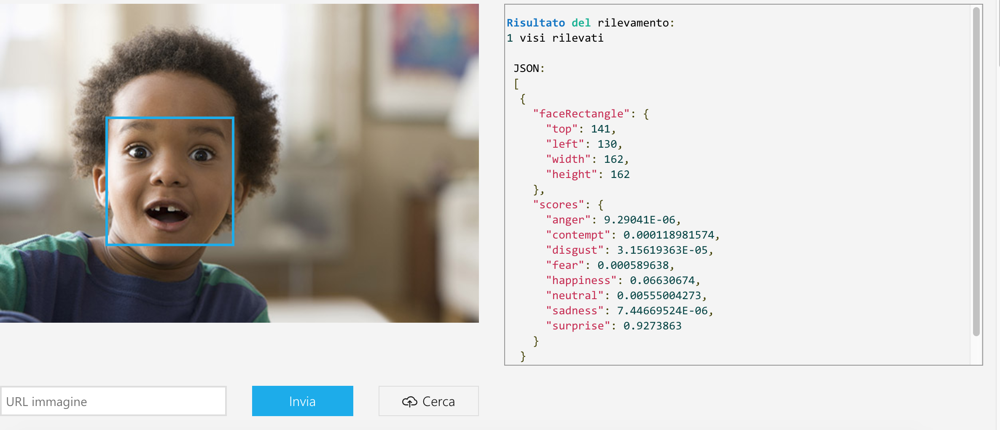 Risultato del rilevamento:
1 visi rilevati
JSON:
[
{
"faceRectangle": {
"top": 141,
"left": 130,
"width": 162,
"height": 162
},
"scores": {
"anger": 9.29041E-06,
"contempt": 0.000118981574,
"disgust": 3.15619363E-05,
"fear": 0.000589638,
"happiness": 0.06630674,
"neutral": 0.00555004273,
"sadness": 7.44669524E-06,
"surprise": 0.9273863
}
}
URL immagine
Invia
Cerca